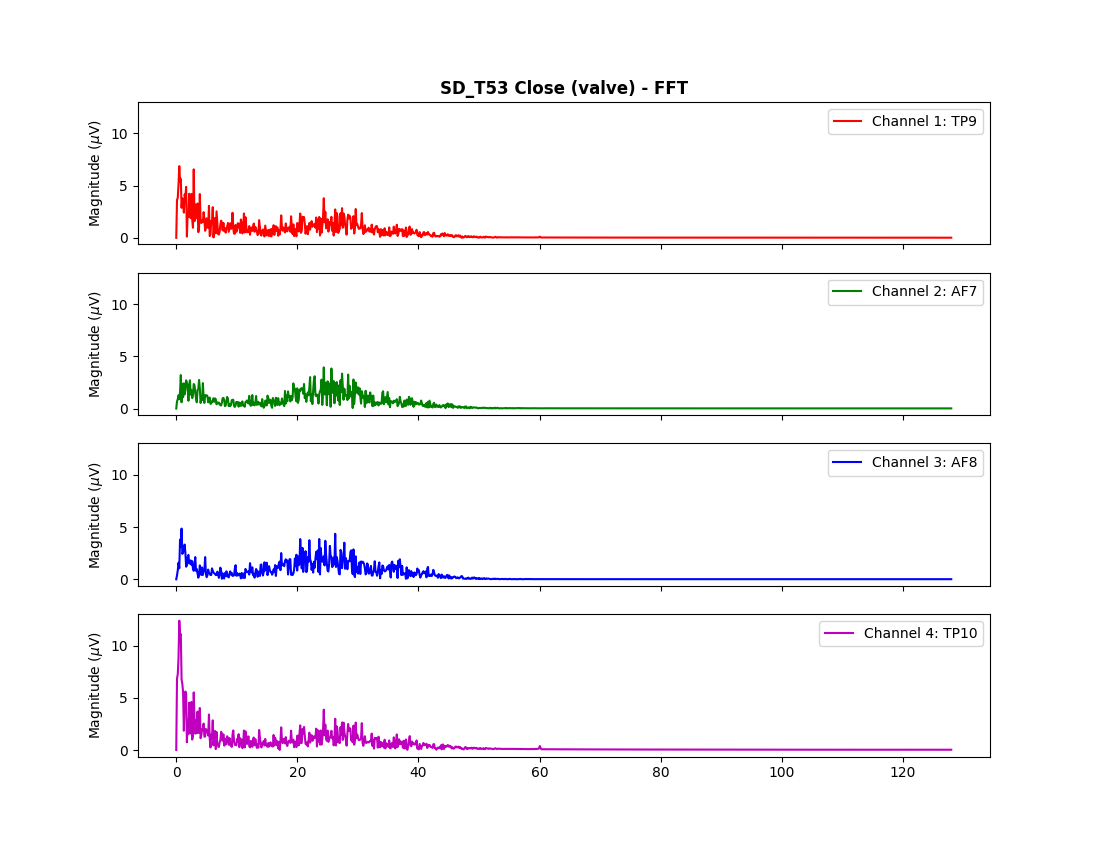 SD_T53 Close (valve) - FFT
Magnitude (μV)
10
5
0
Channel 1: TP9
Magnitude (μV)
10
5
0
Channel 2: AF7
Magnitude (μV)
10
5
0
Channel 3: AF8
Magnitude (μV)
10
5
0
Channel 4: TP10
0 20 40 60 80 100 120